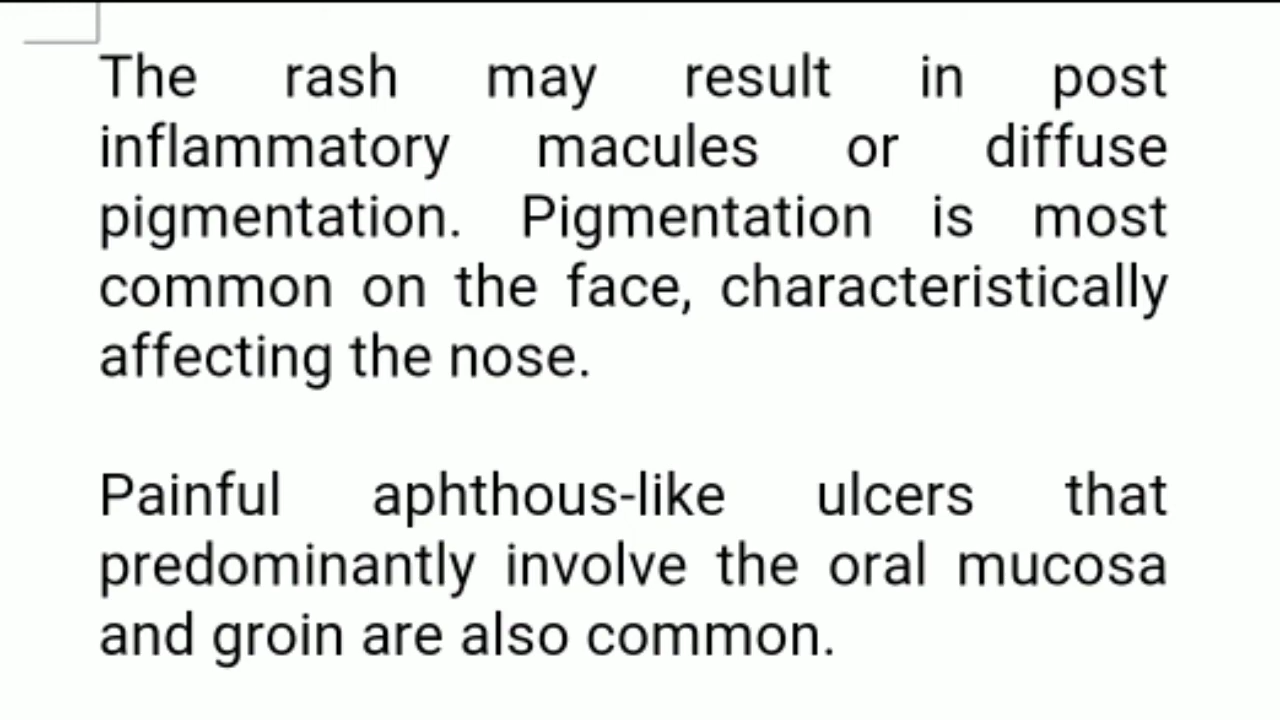 The rash may result in post
inflammatory macules or diffuse
pigmentation. Pigmentation is most
common on the face, characteristically
affecting the nose.
Painful aphthous-like ulcers that
predominantly involve the oral mucosa
and groin are also common.